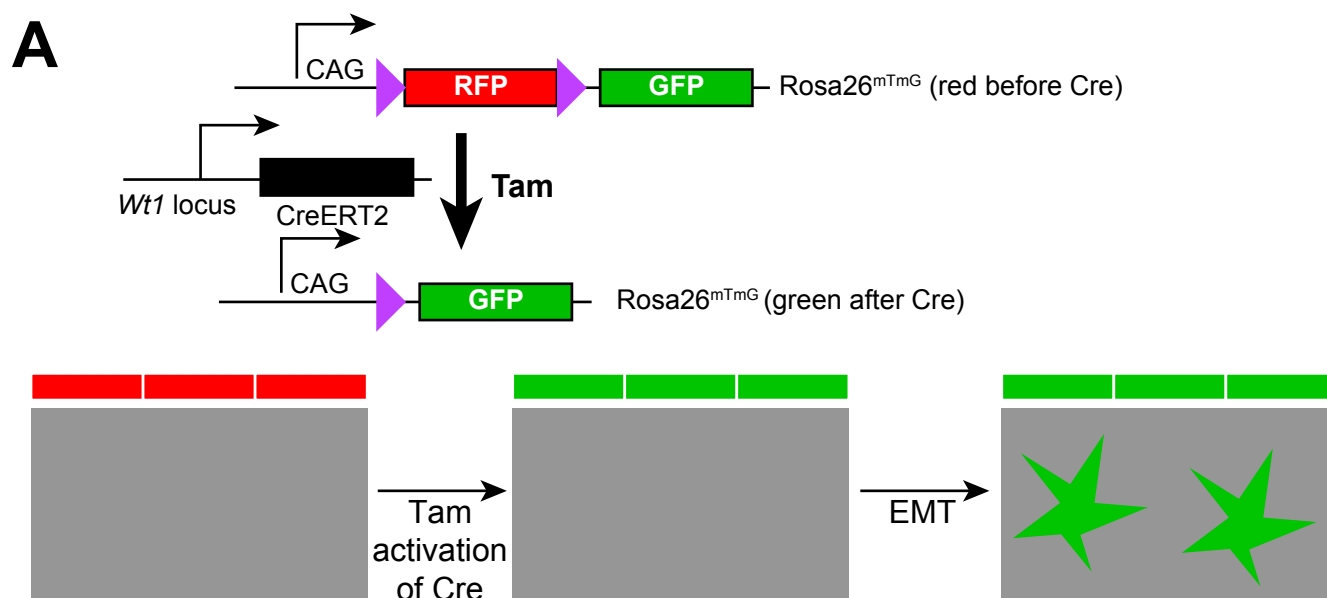 A
CAG
RFP
GFP
Rosa26mTmG (red before Cre)
Wt1 locus
CreERT2
Tam
CAG
GFP
Rosa26mTmG (green after Cre)
Tam
activation
of Cre
EMT